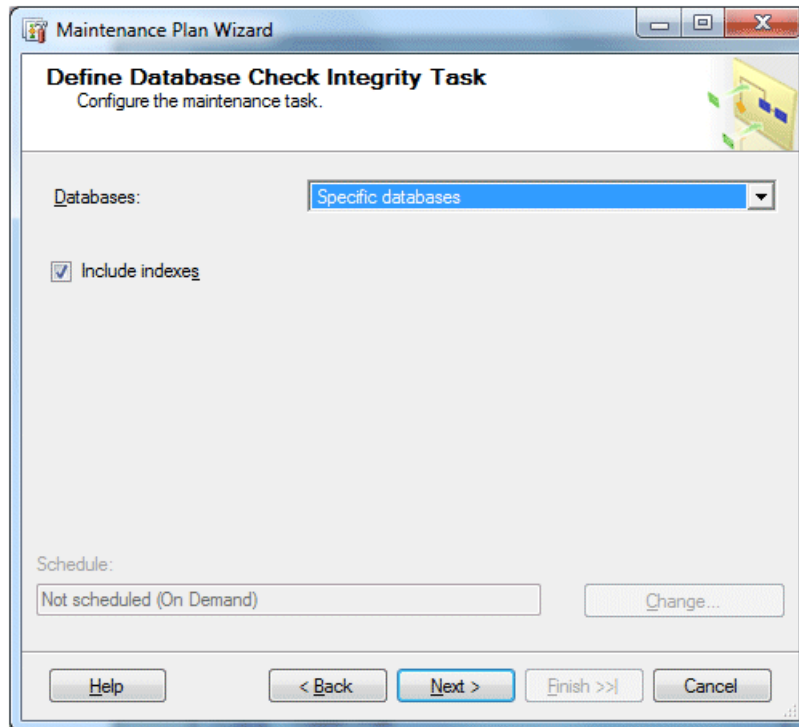 Maintenance Plan Wizard
Define Database Check Integrity Task
Configure the maintenance task.
Databases:
Specific databases
Include indexes
Schedule:
Not scheduled (On Demand)
Change...
Help
< Back
Next >
Finish >>|
Cancel